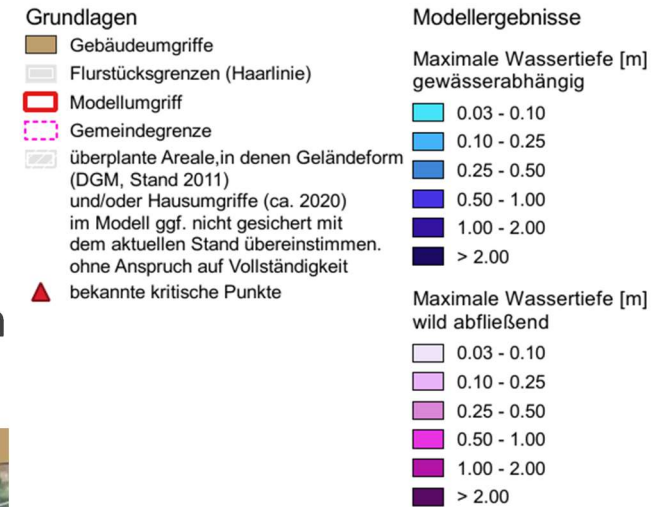 Grundlagen
Gebäudeumgriffe
Flurstücksgrenzen (Haarlinie)
Modellumgriff
Gemeindegrenze
überplante Areale,in denen Geländeform
(DGM, Stand 2011)
und/oder Hausumgriffe (ca. 2020)
im Modell ggf. nicht gesichert mit
dem aktuellen Stand übereinstimmen.
ohne Anspruch auf Vollständigkeit
bekannte kritische Punkte
Modellergebnisse
Maximale Wassertiefe [m]
gewässerabhängig
0.03 - 0.10
0.10 - 0.25
0.25 - 0.50
0.50 - 1.00
1.00 - 2.00
> 2.00
Maximale Wassertiefe [m]
wild abfließend
0.03 - 0.10
0.10 - 0.25
0.25 - 0.50
0.50 - 1.00
1.00 - 2.00
> 2.00